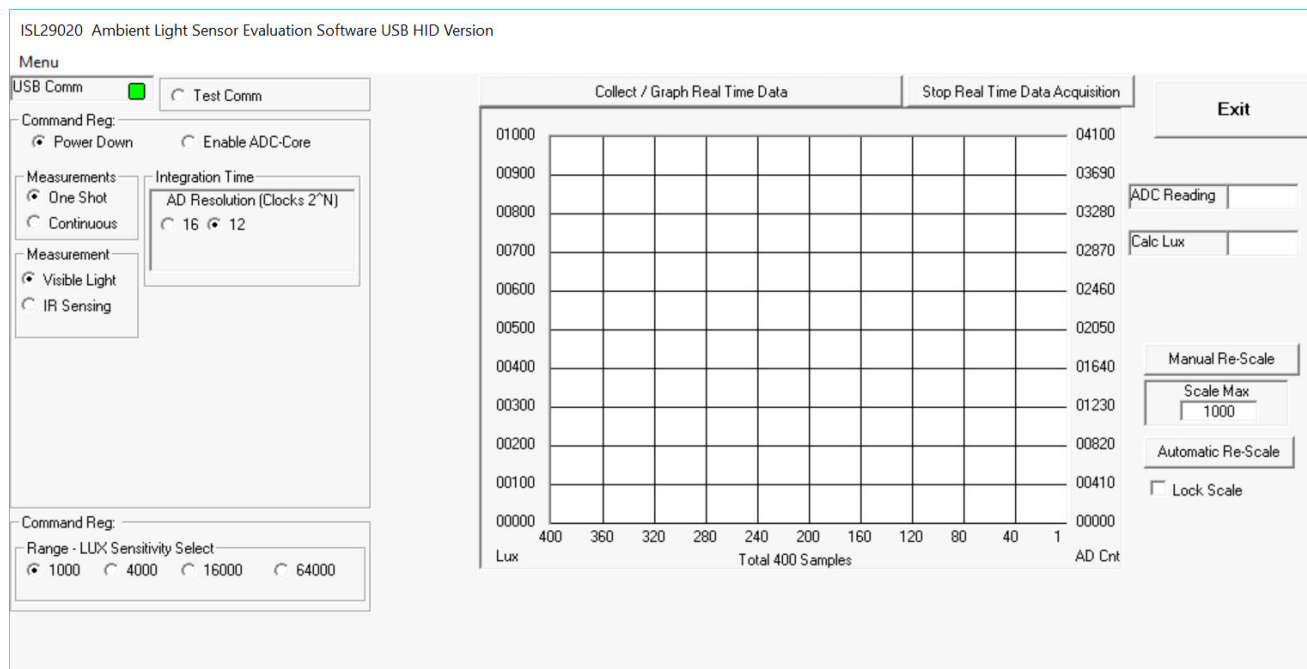 ISL29020 Ambient Light Sensor Evaluation Software USB HID Version
Menu
USB Comm
Test Comm
Command Reg:
Power Down
Enable ADC-Core
Measurements
One Shot
Continuous
Integration Time
AD Resolution (Clocks 2^N)
16
12
Measurement
Visible Light
IR Sensing
Command Reg:
Range - LUX Sensitivity Select
1000
4000
16000
64000
Collect / Graph Real Time Data
Stop Real Time Data Acquisition
01000
00900
00800
00700
00600
00500
00400
00300
00200
00100
00000
04100
03690
03280
02870
02460
02050
01640
01230
00820
00410
00000
400 360 320 280 240 200 160 120 80 40 1
Lux
Total 400 Samples
AD Cnt
Exit
ADC Reading
Calc Lux
Manual Re-Scale
Scale Max
1000
Automatic Re-Scale
Lock Scale